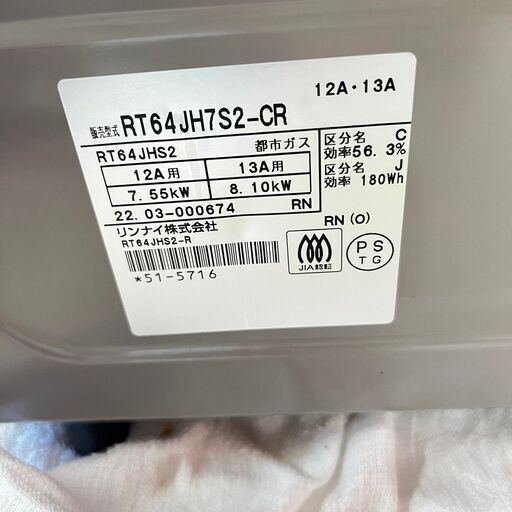 12A・13A
販売型式 RT64JH7S2-CR
RT64JHS2 都市ガス
12A用 13A用
7.55kW 8.10kW
区分名 C
効率56.3%
区分名 J
効率 180Wh
22.03-000674 RN
リンナイ株式会社
RT64JHS2-R
*51-5716
RN (O)
JIA認証
PS
TG